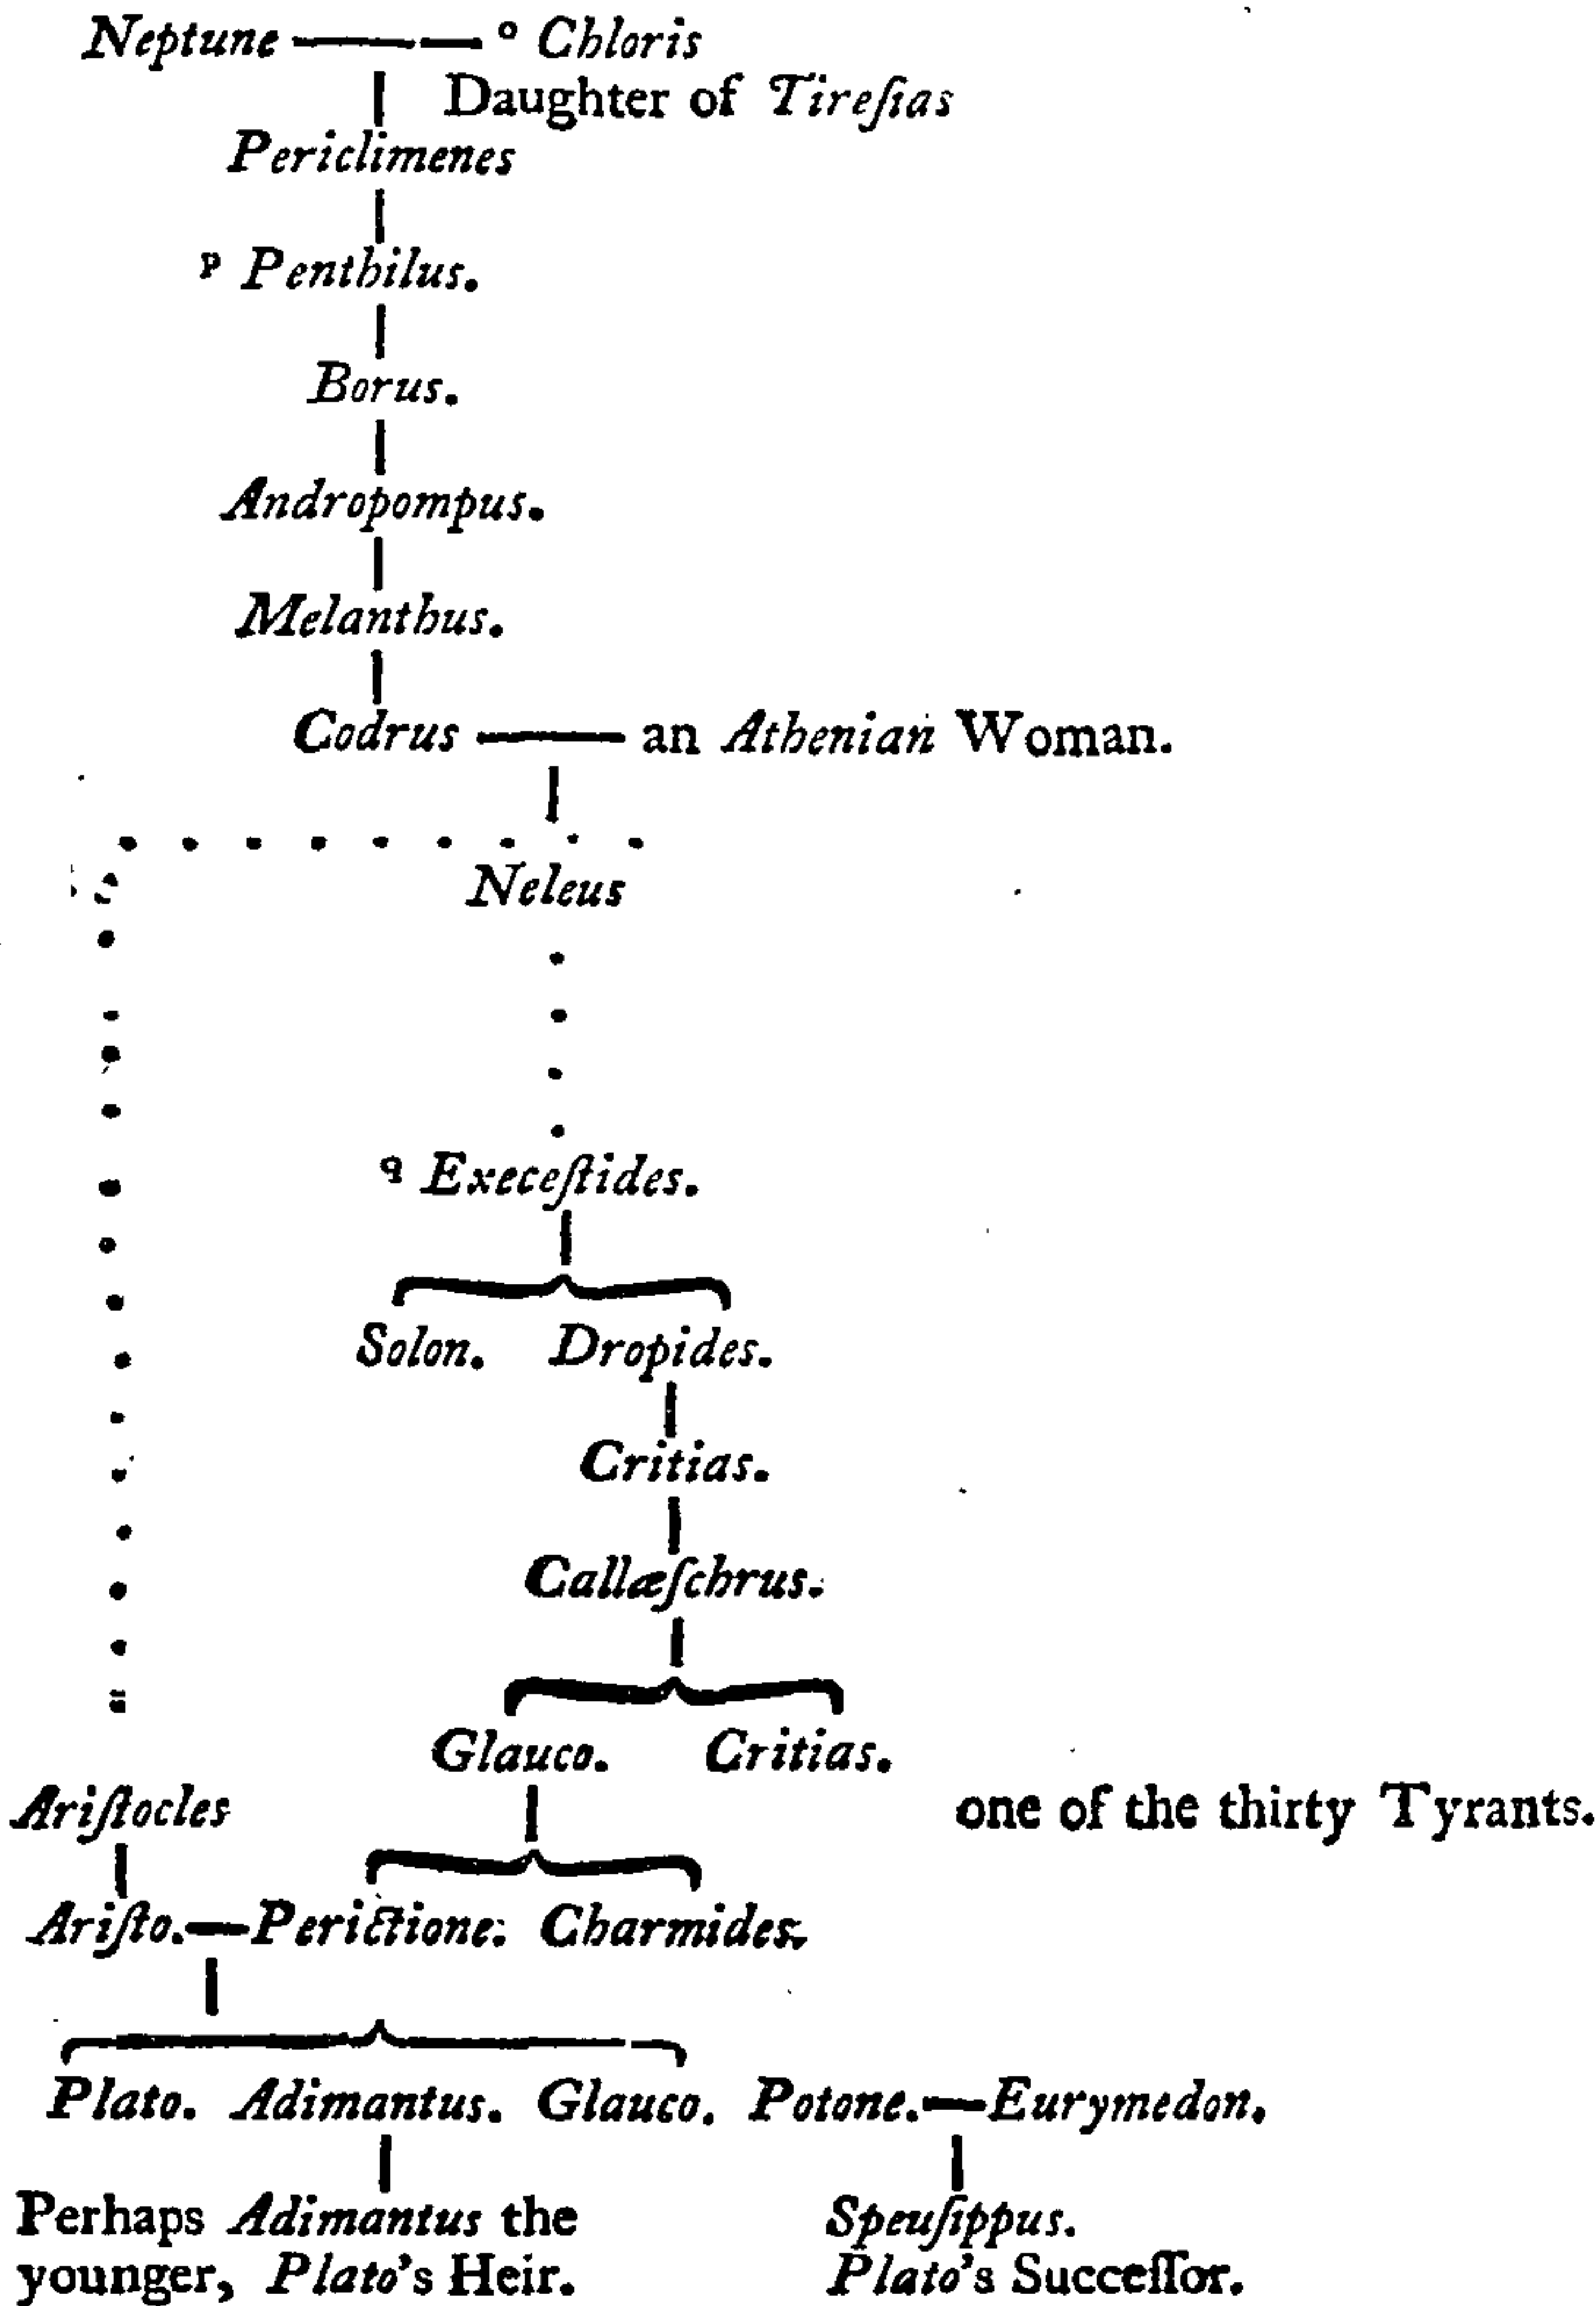 Neptune — — ° Chloris
Daughter of Tireſias
Periclimenes
ᵖ Penthilus.
Borus.
Andropompus.
Melanthus.
Codrus —— an Athenian Woman.
Neleus
q Execeſtides.
Solon. Dropides.
Critias.
Callæſchrus.
Glauco. Critias.
Ariſtocles one of the thirty Tyrants.
Ariſto.—Perictione. Charmides.
Plato. Adimantus. Glauco. Potone.—Eurymedon.
Perhaps Adimantus the Speuſippus.
younger, Plato's Heir. Plato's Succeſſor.